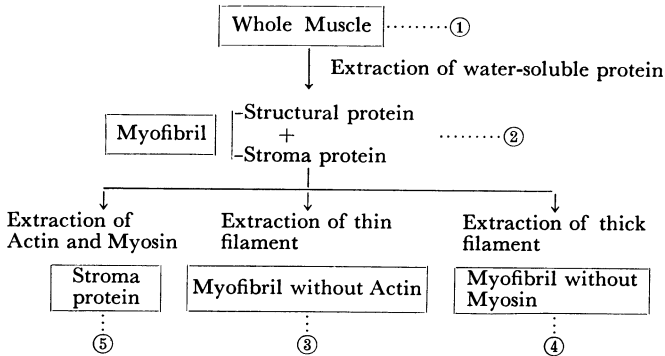 Whole Muscle ·········①
Extraction of water-soluble protein
Myofibril
-Structural protein
+ ·········②
-Stroma protein
Extraction of
Actin and Myosin
Extraction of thin
filament
Extraction of thick
filament
Stroma
protein
Myofibril without Actin
Myofibril without
Myosin
⑤
③
④